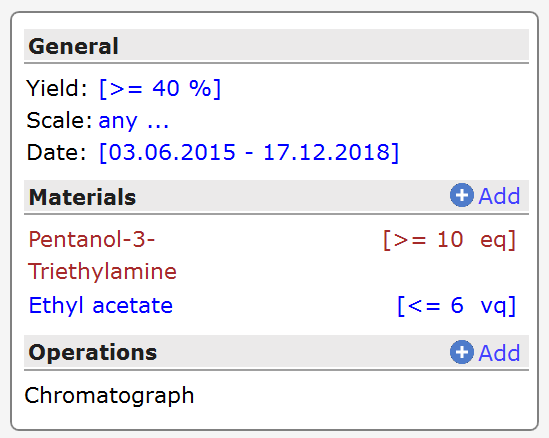 General
Yield: [>= 40 %]
Scale: any ...
Date: [03.06.2015 - 17.12.2018]
Materials Add
Pentanol-3- [>= 10 eq]
Triethylamine
Ethyl acetate [<= 6 vq]
Operations Add
Chromatograph